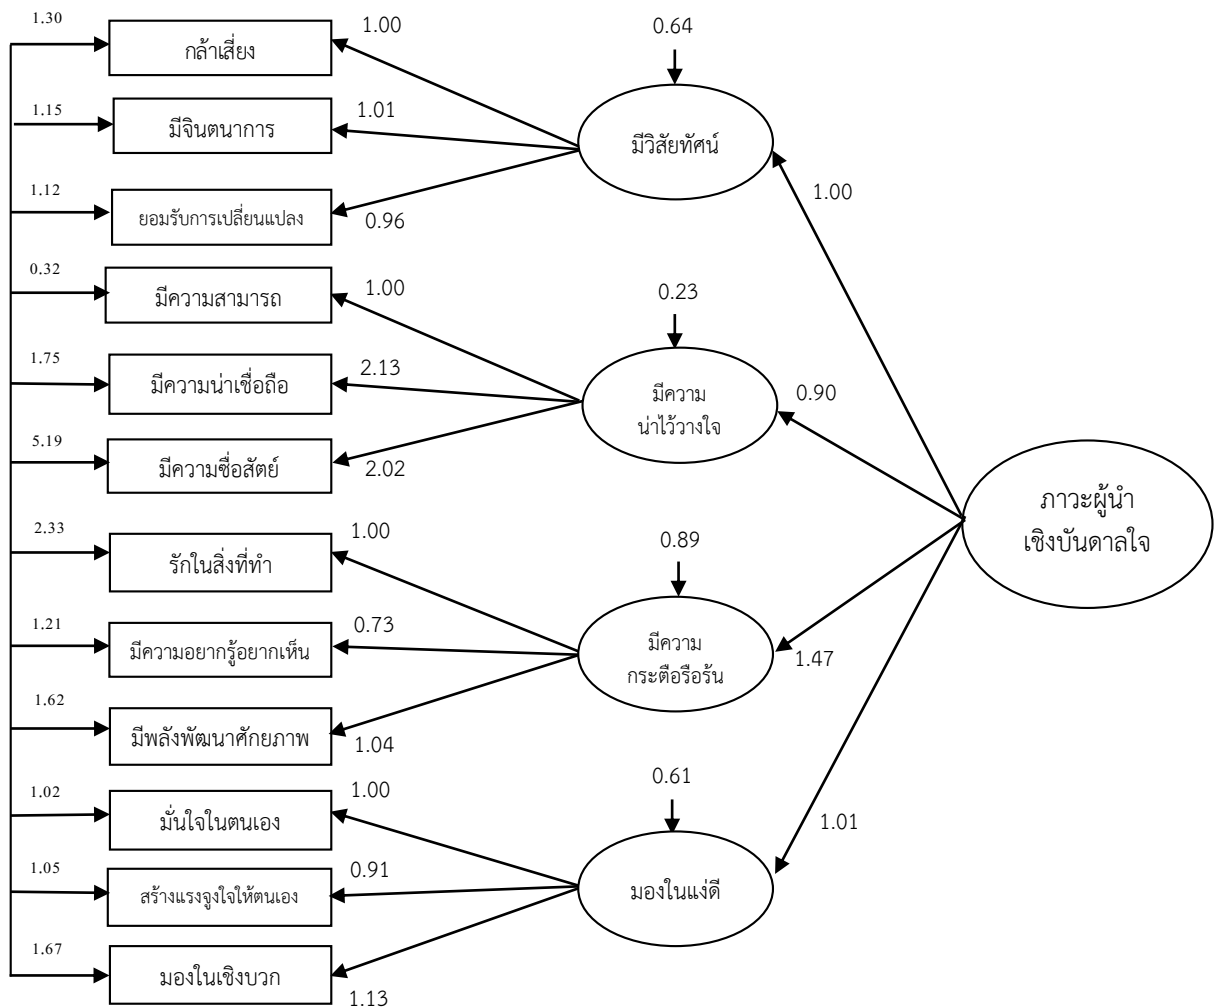 1.30
กล้าเสี่ยง
1.00
0.64
1.15
มีจินตนาการ
1.01
มีวิสัยทัศน์
1.12
ยอมรับการเปลี่ยนแปลง
0.96
1.00
0.32
มีความสามารถ
1.00
0.23
1.75
มีความน่าเชื่อถือ
2.13
มีความ
น่าไว้วางใจ
0.90
5.19
มีความซื่อสัตย์
2.02
ภาวะผู้นำ
เชิงบันดาลใจ
2.33
รักในสิ่งที่ทำ
1.00
0.89
1.21
มีความอยากรู้อยากเห็น
0.73
มีความ
กระตือรือร้น
1.47
1.62
มีพลังพัฒนาศักยภาพ
1.04
1.02
มั่นใจในตนเอง
1.00
0.61
1.01
1.05
สร้างแรงจูงใจให้ตนเอง
0.91
มองในแง่ดี
1.67
มองในเชิงบวก
1.13